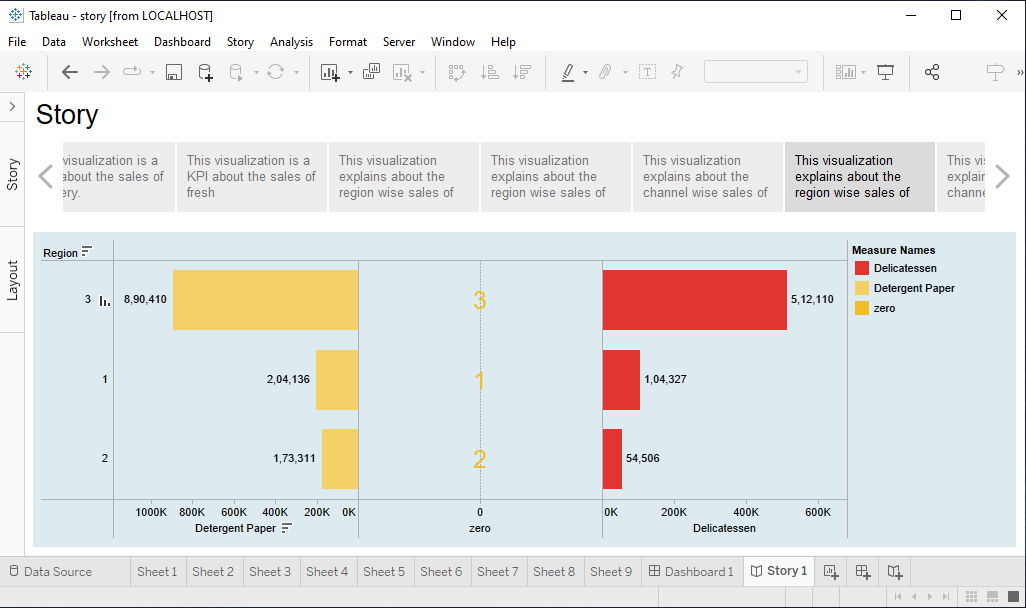 Tableau - story [from LOCALHOST]
File Data Worksheet Dashboard Story Analysis Format Server Window Help
Story
Story
Layout
visualization is a
about the sales of
ery.
This visualization is a
KPI about the sales of
fresh
This visualization
explains about the
region wise sales of
This visualization
explains about the
region wise sales of
This visualization
explains about the
channel wise sales of
This visualization
explains about the
region wise sales of
This vi
explain
channe
Region
3 8,90,410 3 5,12,110
1 2,04,136 1 1,04,327
2 1,73,311 2 54,506
1000K 800K 600K 400K 200K 0K 0 0K 200K 400K 600K
Detergent Paper zero Delicatessen
Measure Names
Delicatessen
Detergent Paper
zero
Data Source Sheet 1 Sheet 2 Sheet 3 Sheet 4 Sheet 5 Sheet 6 Sheet 7 Sheet 8 Sheet 9 Dashboard 1 Story 1